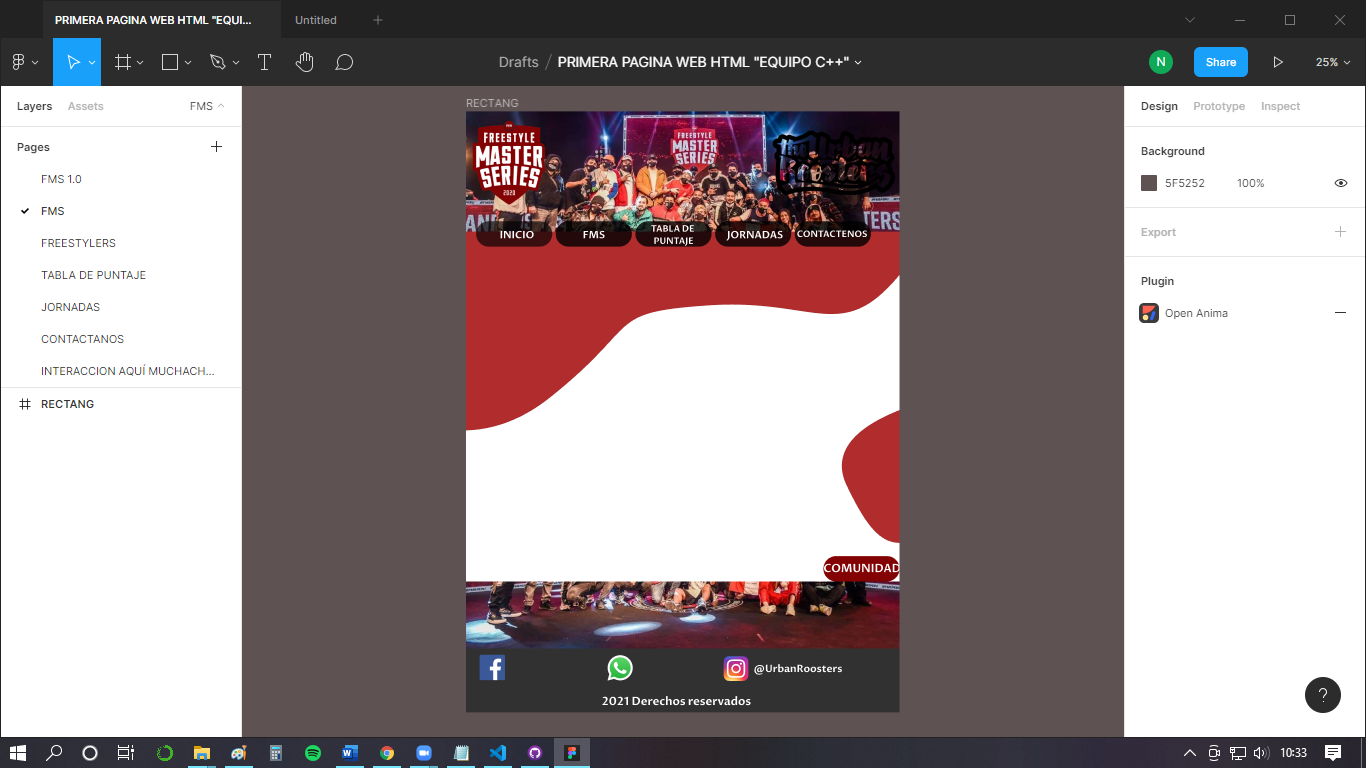 PRIMERA PAGINA WEB HTML "EQUI...
Untitled
Drafts / PRIMERA PAGINA WEB HTML "EQUIPO C++"
N
Share
25%
Layers
Assets
FMS
Pages
FMS 1.0
FMS
FREESTYLERS
TABLA DE PUNTAJE
JORNADAS
CONTACTANOS
INTERACCION AQUÍ MUCHACH...
RECTANG
RECTANG
FREESTYLE
MASTER
SERIES
2020
FREESTYLE
MASTER
SERIES
the Urban
Roosters
INICIO
FMS
TABLA DE
PUNTAJE
JORNADAS
CONTACTENOS
COMUNIDAD
@UrbanRoosters
2021 Derechos reservados
Design
Prototype
Inspect
Background
5F5252
100%
Export
Plugin
Open Anima
?
10:33